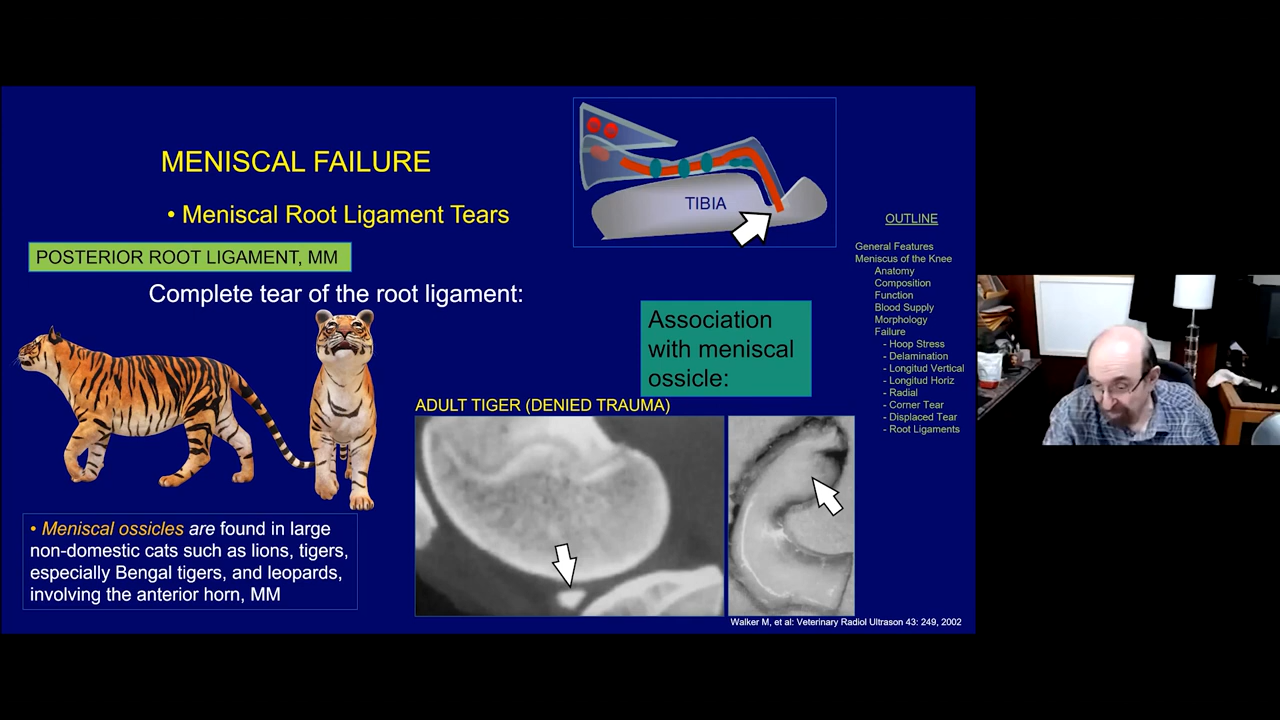 MENISCAL FAILURE
• Meniscal Root Ligament Tears
POSTERIOR ROOT LIGAMENT, MM
Complete tear of the root ligament:
TIBIA
Association
with meniscal
ossicle:
ADULT TIGER (DENIED TRAUMA)
• Meniscal ossicles are found in large
non-domestic cats such as lions, tigers,
especially Bengal tigers, and leopards,
involving the anterior horn, MM
Walker M, et al: Veterinary Radiol Ultrason 43: 249, 2002
OUTLINE
General Features
Meniscus of the Knee
Anatomy
Composition
Function
Blood Supply
Morphology
Failure
- Hoop Stress
- Delamination
- Longitud Vertical
- Longitud Horiz
- Radial
- Corner Tear
- Displaced Tear
- Root Ligaments